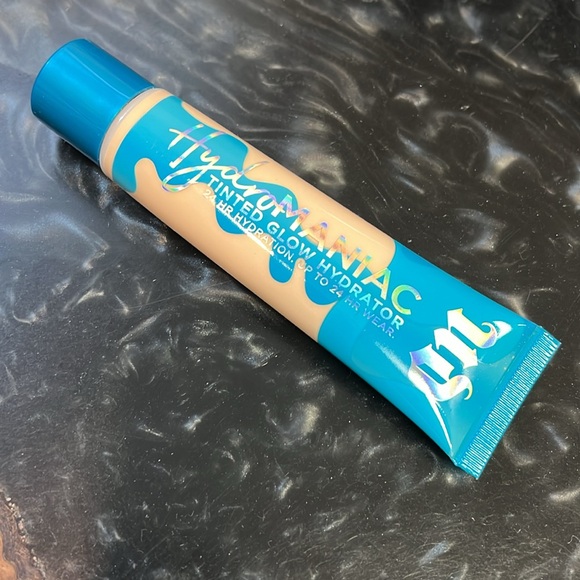 HydroMANIAC
TINTED GLOW HYDRATOR
24 HR HYDRATION. UP TO 24 HR WEAR.
UD